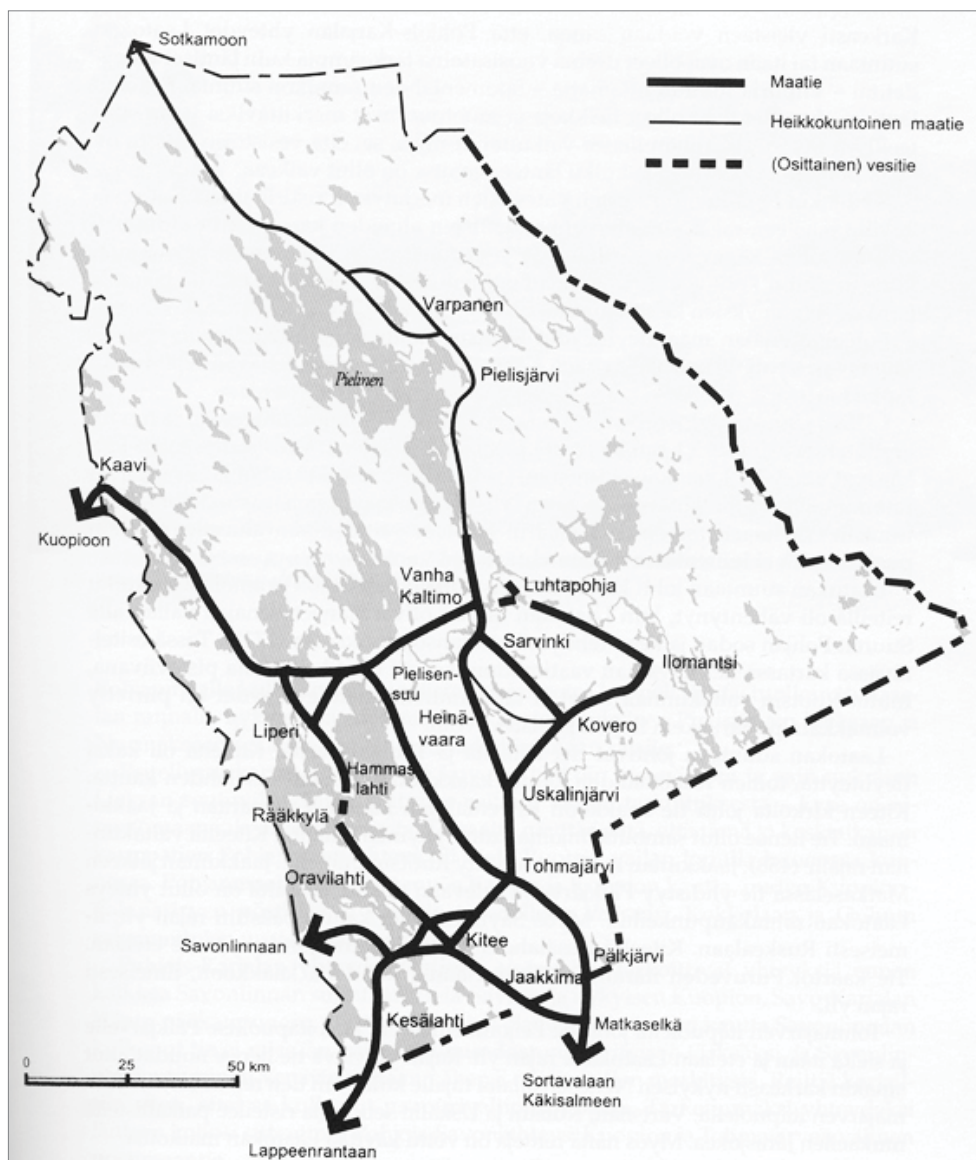 Sotkamoon
Maatie
Heikkokuntoinen maatie
(Osittainen) vesitie
Varpanen
Pielinen
Pielisjärvi
Kaavi
Kuopioon
Vanha
Kaltimo
Luhtapohja
Sarvinki
Ilomantsi
Pielisen-
suu
Heinä-
vaara
Kovero
Liperi
Hammas
lahti
Uskalinjärvi
Rääkkylä
Oravilahti
Tohmajärvi
Savonlinnaan
Kitee
Pälkjärvi
Jaakkima
Kesälahti
Matkaselkä
0 25 50 km
Sortavalaan
Käkisalmeen
Lappeenrantaan